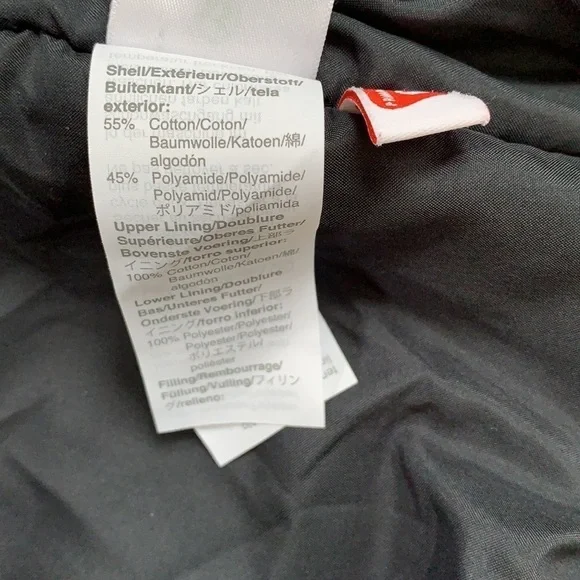 Shell/Extérieur/Oberstoff/
Buitenkant/シェル/tela
exterior:
55% Cotton/Coton/
Baumwolle/Katoen/綿/
algodón
45% Polyamide/Polyamide/
Polyamid/Polyamide/
ポリアミド/poliamida
Upper Lining/Doublure
Supérieure/Oberes Futter/
Bovenste Voering/上部ラ
イニング/forro superior:
100% Cotton/Coton/
Baumwolle/Katoen/綿/
algodón
Lower Lining/Doublure
Bas/Unteres Futter/
Onderste Voering/下部ラ
イニング/forro inferior:
100% Polyester/Polyester/
Polyester/Polyester/
ポリエステル/
poliéster
Filling/Rembourrage/
Füllung/Vulling/フィリン
グ/relleno: